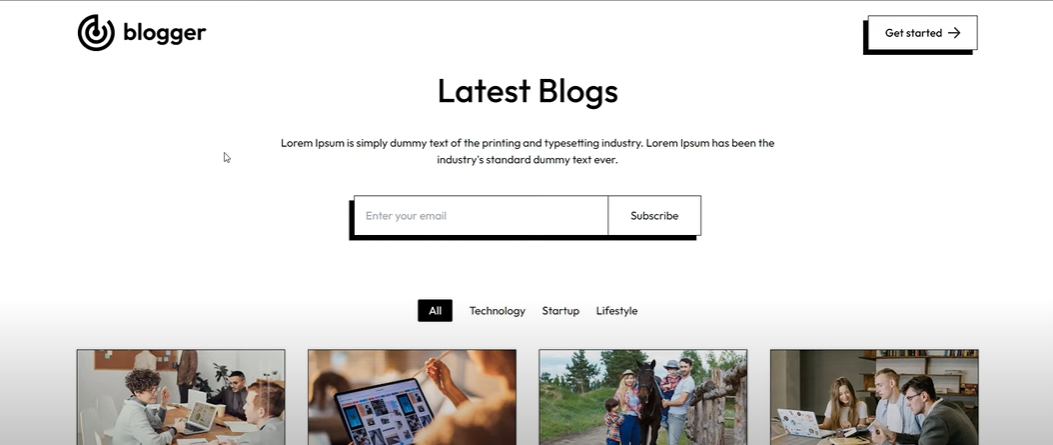 blogger
Get started
Latest Blogs
Lorem Ipsum is simply dummy text of the printing and typesetting industry. Lorem Ipsum has been the
industry's standard dummy text ever.
Enter your email
Subscribe
All Technology Startup Lifestyle